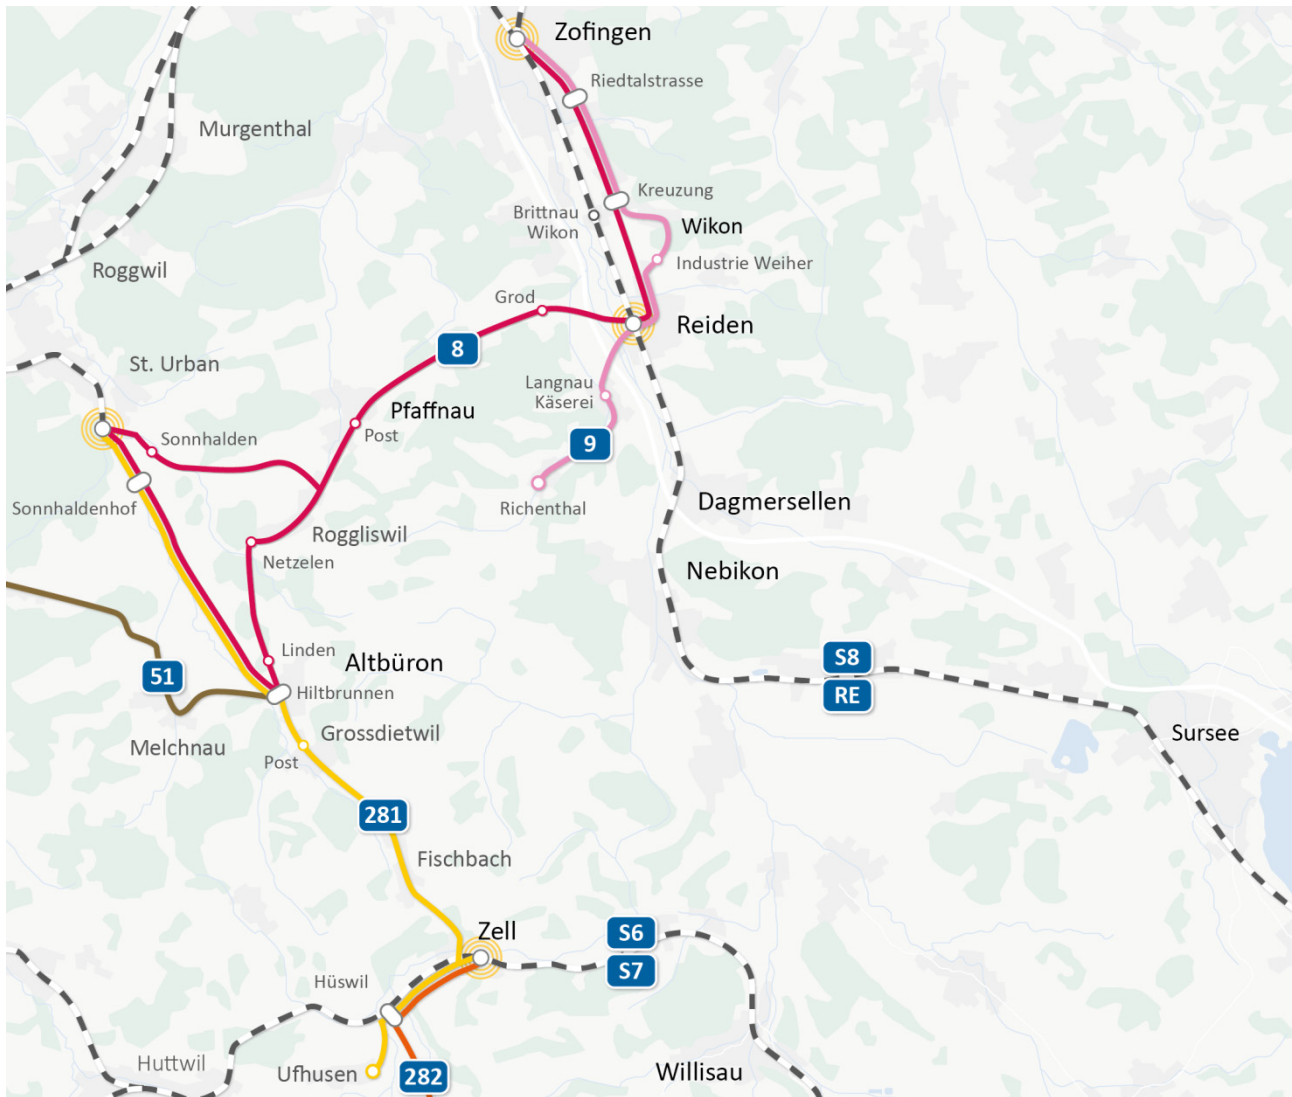 Zofingen
Riedtalstrasse
Murgenthal
Kreuzung
Brittnau
Wikon
Wikon
Industrie Weiher
Roggwil
Grod
Reiden
8
St. Urban
Langnau
Käserei
Pfaffnau
Post
Sonnhalden
9
Sonnhaldenhof
Richenthal
Dagmersellen
Roggliswil
Netzelen
Nebikon
Linden
Altbüron
S8
51
Hiltbrunnen
RE
Grossdietwil
Sursee
Melchnau
Post
281
Fischbach
Zell
S6
S7
Hüswil
Huttwil
Ufhusen
282
Willisau